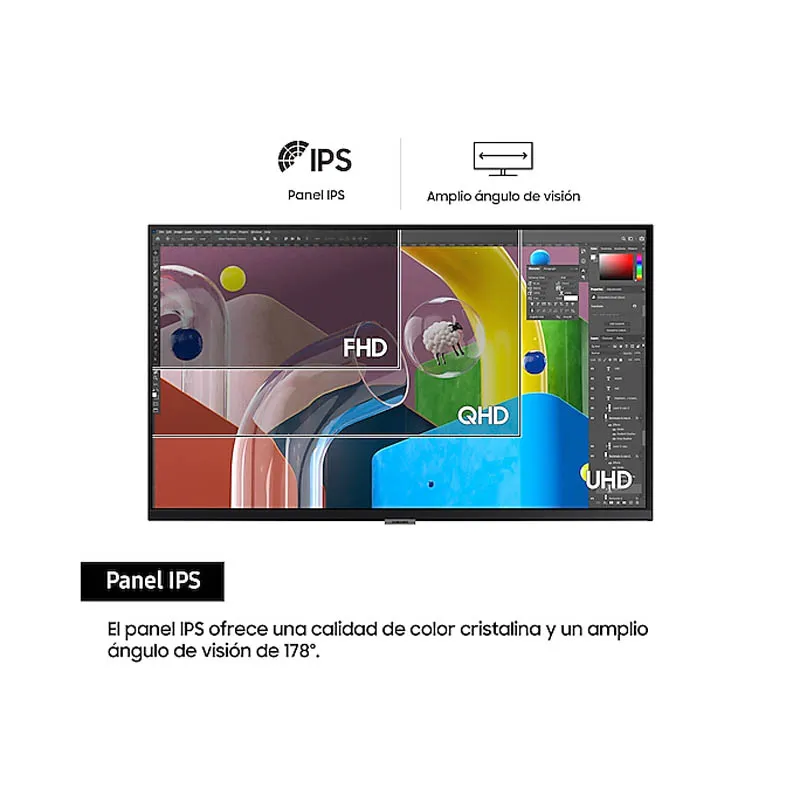 IPS
Panel IPS
Amplio ángulo de visión
FHD
QHD
UHD
Panel IPS
El panel IPS ofrece una calidad de color cristalina y un amplio
ángulo de visión de 178°.